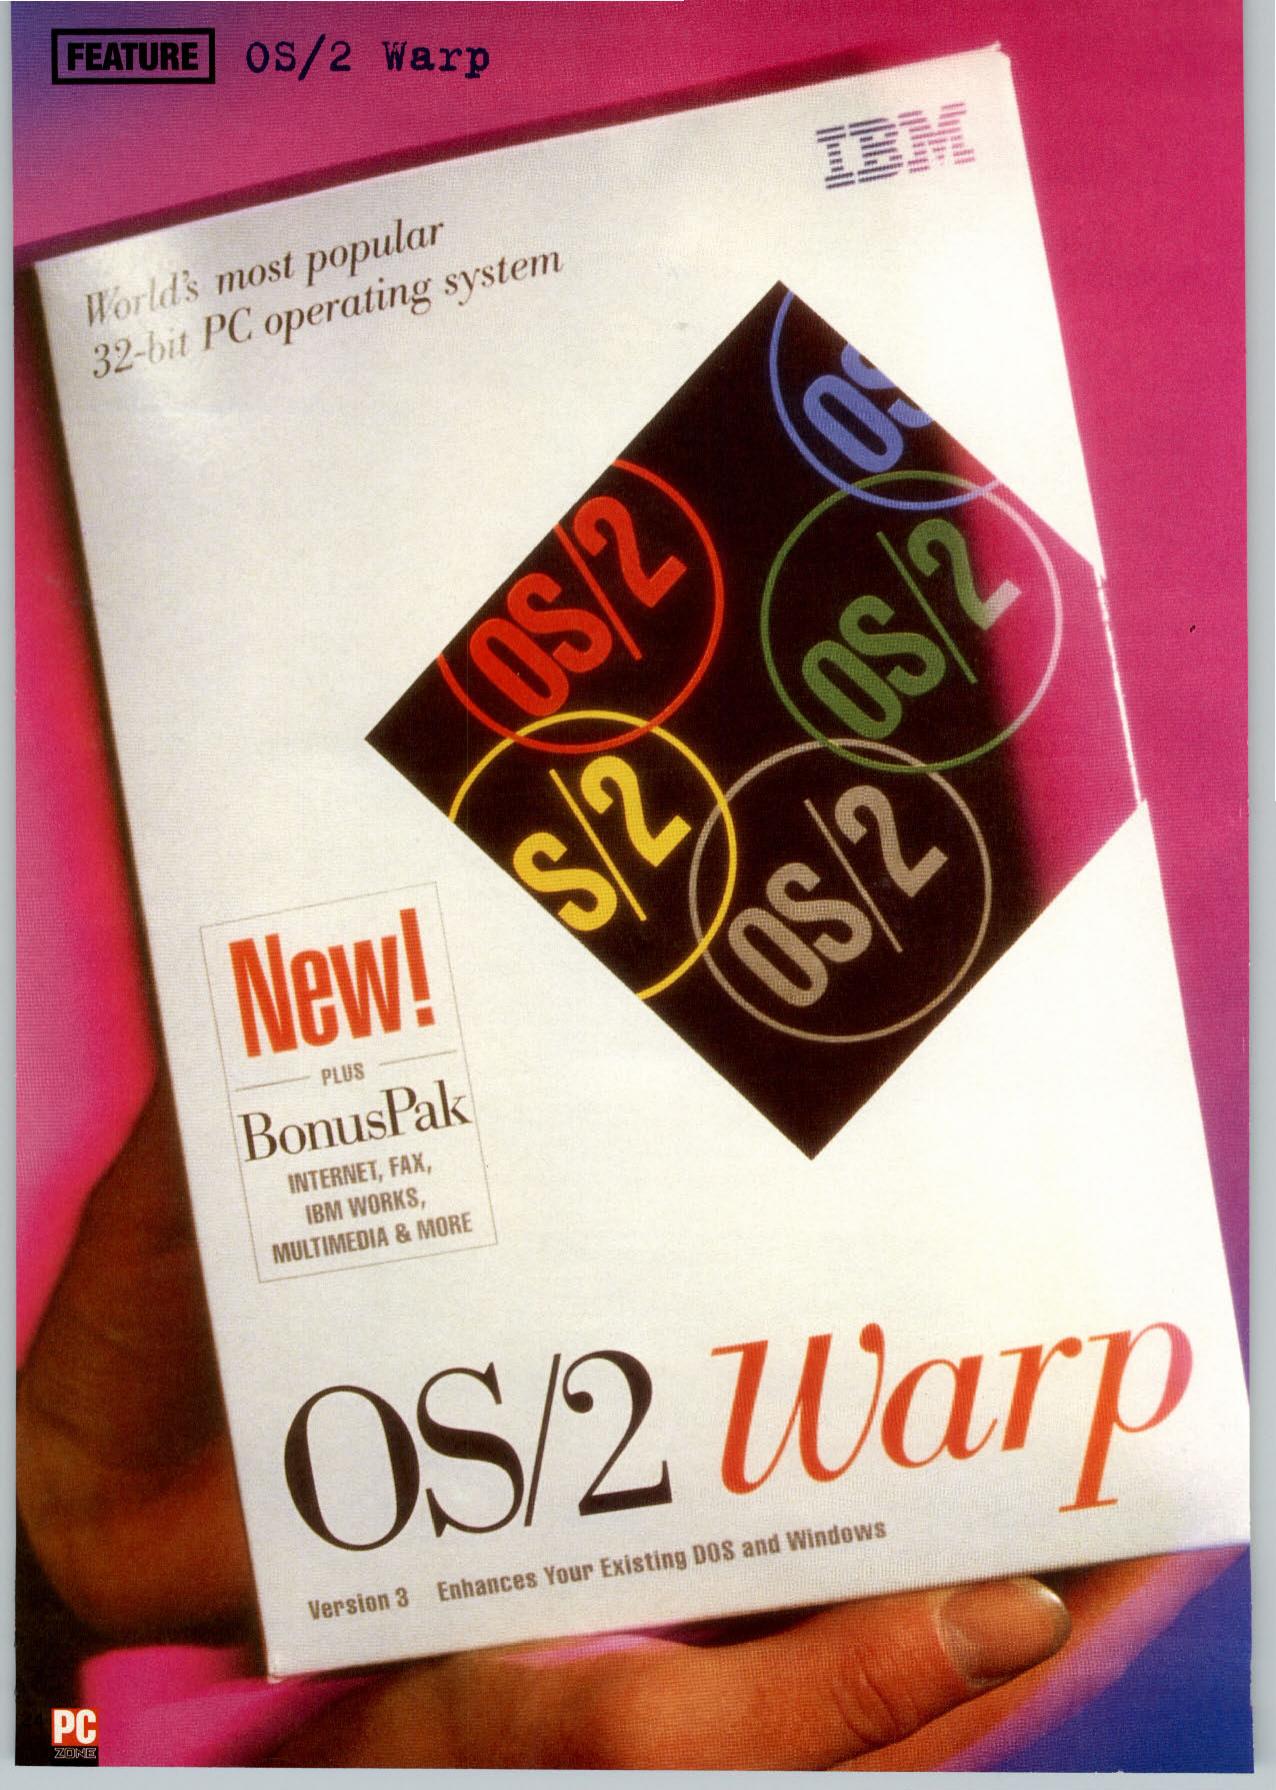 FEATURE OS/2 Warp
IBM
World's most popular
32-bit PC operating system
OS
OS/2
OS/2
S/2
OS/2
New!
PLUS
BonusPak
INTERNET, FAX,
IBM WORKS,
MULTIMEDIA & MORE
OS/2 Warp
Version 3 Enhances Your Existing DOS and Windows
PC
ZONE